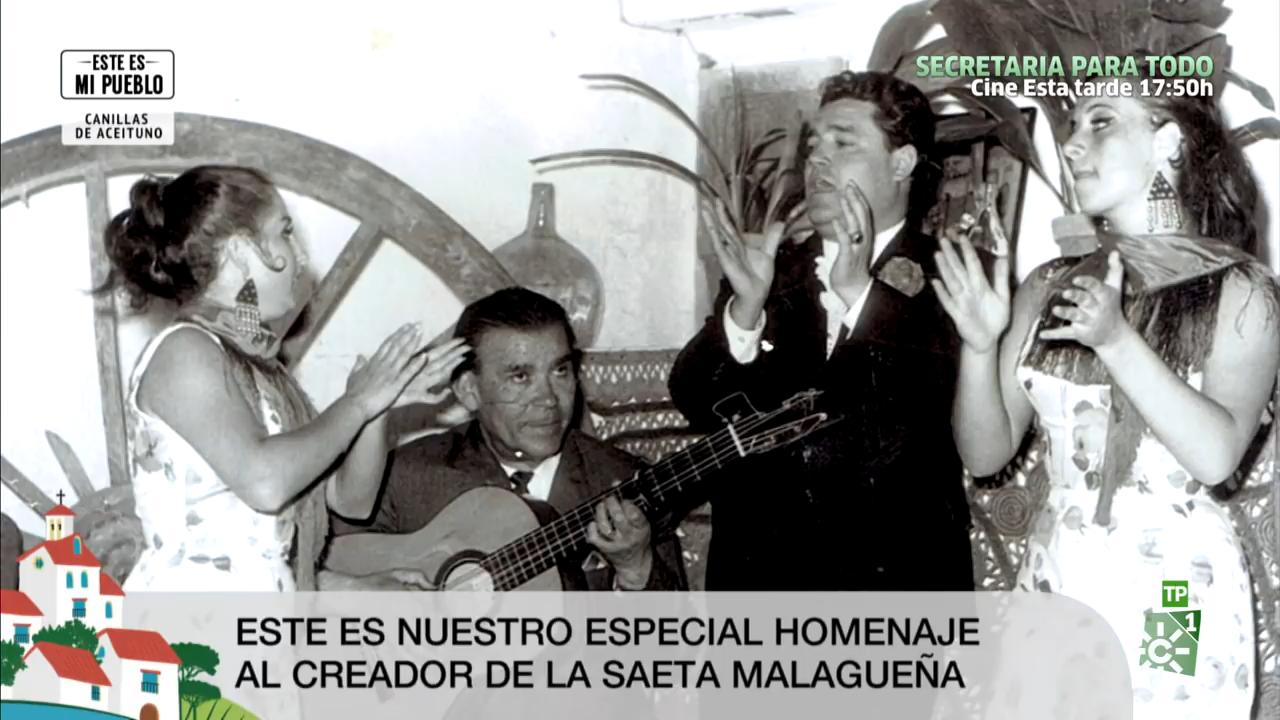 ESTE ES
MI PUEBLO
CANILLAS
DE ACEITUNO
SECRETARIA PARA TODO
Cine Esta tarde 17:50h
TP
1
ESTE ES NUESTRO ESPECIAL HOMENAJE
AL CREADOR DE LA SAETA MALAGUEÑA